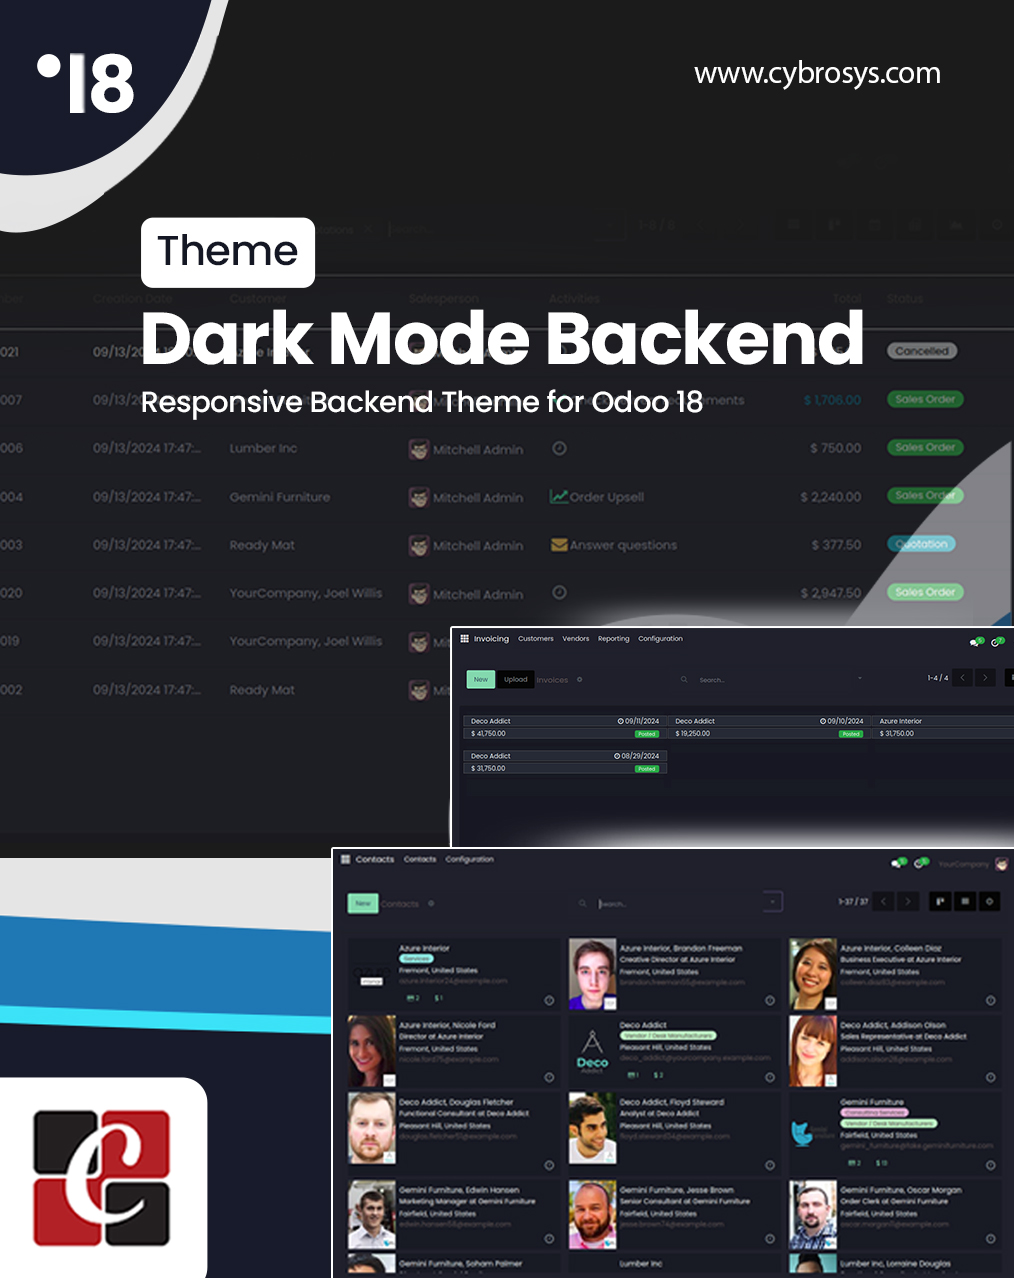 18
www.cybrosys.com
Theme
Dark Mode Backend
Responsive Backend Theme for Odoo 18
1-8 / 8
Creation Date Customer Salesperson Activities Total Status
021 09/13/2024 Cancelled
007 $ 1,706.00 Sales Order
006 09/13/2024 17:47:... Lumber Inc Mitchell Admin $ 750.00 Sales Order
004 09/13/2024 17:47:... Gemini Furniture Mitchell Admin Order Upsell $ 2,240.00 Sales Order
003 09/13/2024 17:47:... Ready Mat Mitchell Admin Answer questions $ 377.50 Quotation
020 09/13/2024 17:47:... YourCompany, Joel Willis Mitchell Admin $ 2,947.50 Sales Order
019 09/13/2024 17:47:... YourCompany, Joel Willis Mi
002 09/13/2024 17:47:... Ready Mat Mi
Invoicing Customers Vendors Reporting Configuration
New Upload Invoices Search... 1-4 / 4
Deco Addict 09/11/2024 Deco Addict 09/10/2024 Azure Interior
$ 41,750.00 Posted $ 19,250.00 Posted $ 31,750.00
Deco Addict 08/29/2024
$ 31,750.00 Posted
Contacts Contacts Configuration YourCompany
New Contacts Search... 1-37 / 37
Azure Interior
Services
Fremont, United States
azure.interior24@example.com
2 1
Azure Interior, Brandon Freeman
Creative Director at Azure Interior
Fremont, United States
brandon.freeman55@example.com
Azure Interior, Colleen Diaz
Business Executive at Azure Interior
Fremont, United States
colleen.diaz83@example.com
Azure Interior, Nicole Ford
Director at Azure Interior
Fremont, United States
nicole.ford75@example.com
Deco Addict
Vendor / Desk Manufacturers
Pleasant Hill, United States
deco_addict@yourcompany.example.com
1 2
Deco
Addict
Deco Addict, Addison Olson
Sales Representative at Deco Addict
Pleasant Hill, United States
addison.olson28@example.com
Deco Addict, Douglas Fletcher
Functional Consultant at Deco Addict
Pleasant Hill, United States
douglas.fletcher51@example.com
Deco Addict, Floyd Steward
Analyst at Deco Addict
Pleasant Hill, United States
floyd.steward34@example.com
Gemini Furniture
Consulting Services
Vendor / Desk Manufacturers
Fairfield, United States
gemini_furniture@fake.geminifurniture.com
2 13
Gemini Furniture, Edwin Hansen
Marketing Manager at Gemini Furniture
Fairfield, United States
edwin.hansen58@example.com
Gemini Furniture, Jesse Brown
Senior Consultant at Gemini Furniture
Fairfield, United States
jesse.brown74@example.com
Gemini Furniture, Oscar Morgan
Order Clerk at Gemini Furniture
Fairfield, United States
oscar.morgan11@example.com
Gemini Furniture, Soham Palmer
Lumber Inc
Lumber Inc, Lorraine Douglas
C